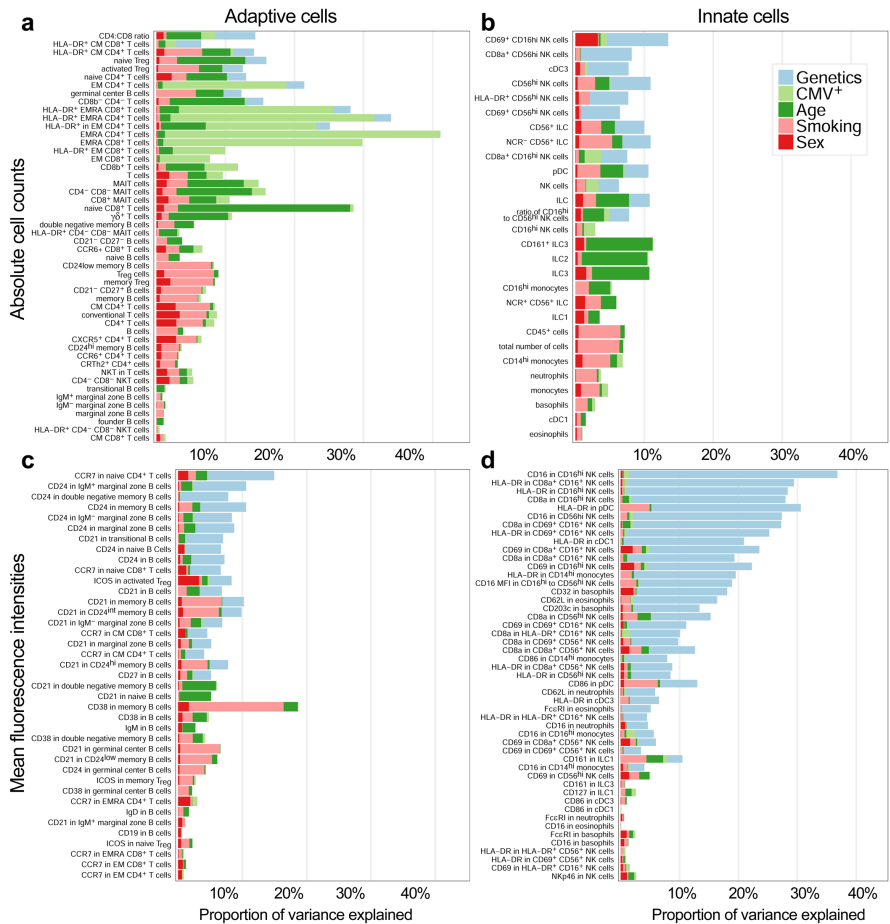 Adaptive cells
Innate cells
a
Absolute cell counts
CD4:CD8 ratio
HLA−DR⁺ CM CD8⁺ T cells
HLA−DR⁺ CM CD4⁺ T cells
naive Treg
activated Treg
naive CD4⁺ T cells
EM CD4⁺ T cells
germinal center B cells
CD8b⁻ CD4⁻ T cells
HLA−DR⁺ EMRA CD8⁺ T cells
HLA−DR⁺ EMRA CD4⁺ T cells
HLA−DR⁺ in EM CD4⁺ T cells
EMRA CD4⁺ T cells
EMRA CD8⁺ T cells
HLA−DR⁺ EM CD8⁺ T cells
EM CD8⁺ T cells
CD8b⁺ T cells
T cells
MAIT cells
CD4⁻ CD8⁻ MAIT cells
CD8⁺ MAIT cells
naive CD8⁺ T cells
γδ⁺ T cells
double negative memory B cells
HLA−DR⁺ CD4⁻ CD8⁻ MAIT cells
CD21⁻ CD27⁻ B cells
CCR6+ CD8⁺ T cells
naive B cells
CD24low memory B cells
Treg cells
memory Treg
CD21⁻ CD27⁺ B cells
memory B cells
CM CD4⁺ T cells
conventional T cells
CD4⁺ T cells
B cells
CXCR5⁺ CD4⁺ T cells
CD24hi memory B cells
CCR6⁺ CD4⁺ T cells
CRTh2⁺ CD4⁺ cells
NKT in T cells
CD4⁻ CD8⁻ NKT cells
transitional B cells
IgM⁺ marginal zone B cells
IgM⁻ marginal zone B cells
marginal zone B cells
founder B cells
HLA−DR⁺ CD4⁻ CD8⁻ NKT cells
CM CD8⁺ T cells
10% 20% 30% 40%
b
CD69⁺ CD16hi NK cells
CD8a⁺ CD56hi NK cells
cDC3
CD56hi NK cells
HLA−DR⁺ CD56hi NK cells
CD69⁺ CD56hi NK cells
CD56⁺ ILC
NCR⁻ CD56⁺ ILC
CD8a⁺ CD16hi NK cells
pDC
NK cells
ILC
ratio of CD16hi
to CD56hi NK cells
CD16hi NK cells
CD161⁺ ILC3
ILC2
ILC3
CD16hi monocytes
NCR⁺ CD56⁺ ILC
ILC1
CD45⁺ cells
total number of cells
CD14hi monocytes
neutrophils
monocytes
basophils
cDC1
eosinophils
Genetics
CMV⁺
Age
Smoking
Sex
10% 20% 30% 40%
c
Mean fluorescence intensities
CCR7 in naive CD4⁺ T cells
CD24 in IgM⁺ marginal zone B cells
CD24 in double negative memory B cells
CD24 in memory B cells
CD24 in IgM⁻ marginal zone B cells
CD24 in marginal zone B cells
CD21 in transitional B cells
CD24 in naive B Cells
CD24 in B cells
CCR7 in naive CD8⁺ T cells
ICOS in activated Treg
CD21 in B cells
CD21 in memory B cells
CD21 in CD24int memory B cells
CD21 in IgM⁻ marginal zone B cells
CCR7 in CM CD8⁺ T cells
CD21 in marginal zone B cells
CCR7 in CM CD4⁺ T cells
CD21 in CD24hi memory B cells
CD27 in B cells
CD21 in double negative memory B cells
CD21 in naive B cells
CD38 in memory B cells
CD38 in B cells
IgM in B cells
CD38 in double negative memory B cells
CD21 in germinal center B cells
CD21 in CD24low memory B cells
CD24 in germinal center B cells
ICOS in memory Treg
CD38 in germinal center B cells
CCR7 in EMRA CD4⁺ T cells
IgD in B cells
CD21 in IgM⁺ marginal zone B cells
CD19 in B cells
ICOS in naive Treg
CCR7 in EMRA CD8⁺ T cells
CCR7 in EM CD8⁺ T cells
CCR7 in EM CD4⁺ T cells
10% 20% 30% 40%
Proportion of variance explained
d
CD16 in CD16hi NK cells
HLA−DR in CD8a⁺ CD16⁺ NK cells
HLA−DR in CD16hi NK cells
CD8a in CD16hi NK cells
HLA−DR in pDC
CD16 in CD56hi NK cells
CD8a in CD69⁺ CD16⁺ NK cells
HLA−DR in CD69⁺ CD16⁺ NK cells
HLA−DR in cDC1
CD69 in CD8a⁺ CD16⁺ NK cells
CD8a in CD8a⁺ CD16⁺ NK cells
CD69 in CD16hi NK cells
HLA−DR in CD14hi monocytes
CD16 MFI in CD16hi to CD56hi NK cells
CD32 in basophils
CD62L in eosinophils
CD203c in basophils
CD8a in CD56hi NK cells
CD69 in CD69⁺ CD16⁺ NK cells
CD8a in HLA−DR⁺ CD16⁺ NK cells
CD8a in CD69⁺ CD56⁺ NK cells
CD8a in CD8a⁺ CD56⁺ NK cells
CD86 in CD14hi monocytes
HLA−DR in CD8a⁺ CD56⁺ NK cells
HLA−DR in CD56hi NK cells
CD86 in pDC
CD62L in neutrophils
HLA−DR in cDC3
FcεRI in eosinophils
HLA−DR in HLA−DR⁺ CD16⁺ NK cells
CD16 in neutrophils
CD16 in CD16hi monocytes
CD69 in CD8a⁺ CD56⁺ NK cells
CD69 in CD69⁺ CD56⁺ NK cells
CD161 in ILC1
CD16 in CD14hi monocytes
CD69 in CD56hi NK cells
CD161 in ILC3
CD127 in ILC1
CD86 in cDC3
CD86 in cDC1
FcεRI in neutrophils
CD16 in eosinophils
FcεRI in basophils
CD16 in basophils
HLA−DR in HLA−DR⁺ CD56⁺ NK cells
HLA−DR in CD69⁺ CD56⁺ NK cells
CD69 in HLA−DR⁺ CD16⁺ NK cells
NKp46 in NK cells
10% 20% 30% 40%
Proportion of variance explained